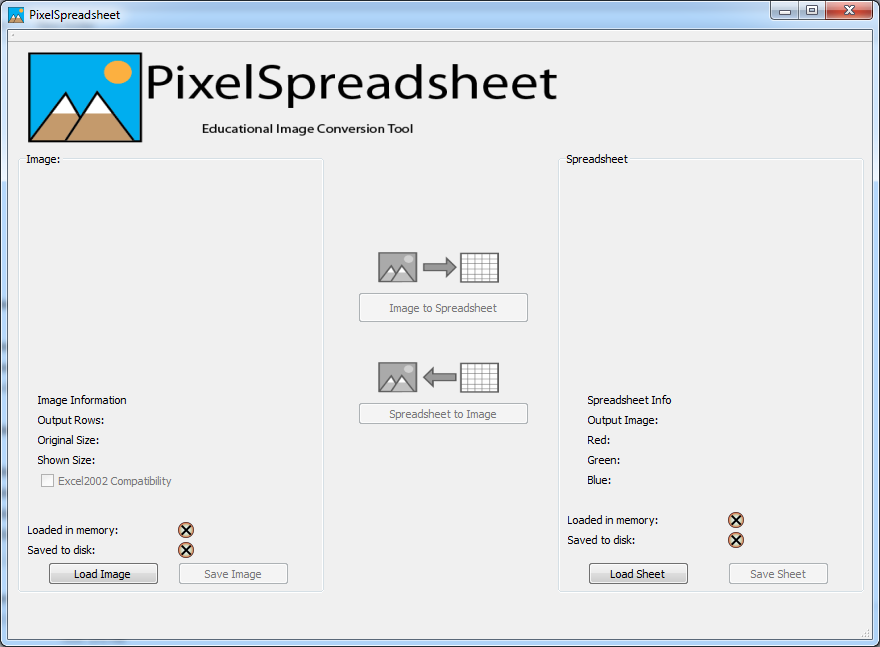 PixelSpreadsheet
PixelSpreadsheet
Educational Image Conversion Tool
Image:
Image Information
Output Rows:
Original Size:
Shown Size:
Excel2002 Compatibility
Loaded in memory:
Saved to disk:
Load Image
Save Image
Image to Spreadsheet
Spreadsheet to Image
Spreadsheet
Spreadsheet Info
Output Image:
Red:
Green:
Blue:
Loaded in memory:
Saved to disk:
Load Sheet
Save Sheet